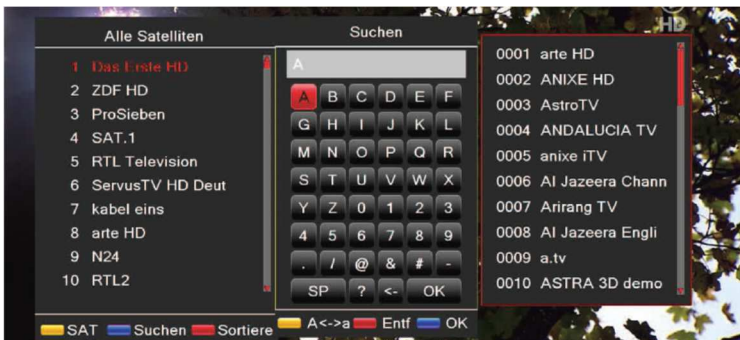 HD
Alle Satelliten
1 Das Erste HD
2 ZDF HD
3 ProSieben
4 SAT.1
5 RTL Television
6 ServusTV HD Deut
7 kabel eins
8 arte HD
9 N24
10 RTL2
SAT Suchen Sortiere
Suchen
A
A B C D E F
G H I J K L
M N O P Q R
S T U V W X
Y Z 0 1 2 3
4 5 6 7 8 9
. / @ & # -
SP ? <- OK
A<->a Entf OK
0001 arte HD
0002 ANIXE HD
0003 AstroTV
0004 ANDALUCIA TV
0005 anixe iTV
0006 Al Jazeera Chann
0007 Arirang TV
0008 Al Jazeera Engli
0009 a.tv
0010 ASTRA 3D demo